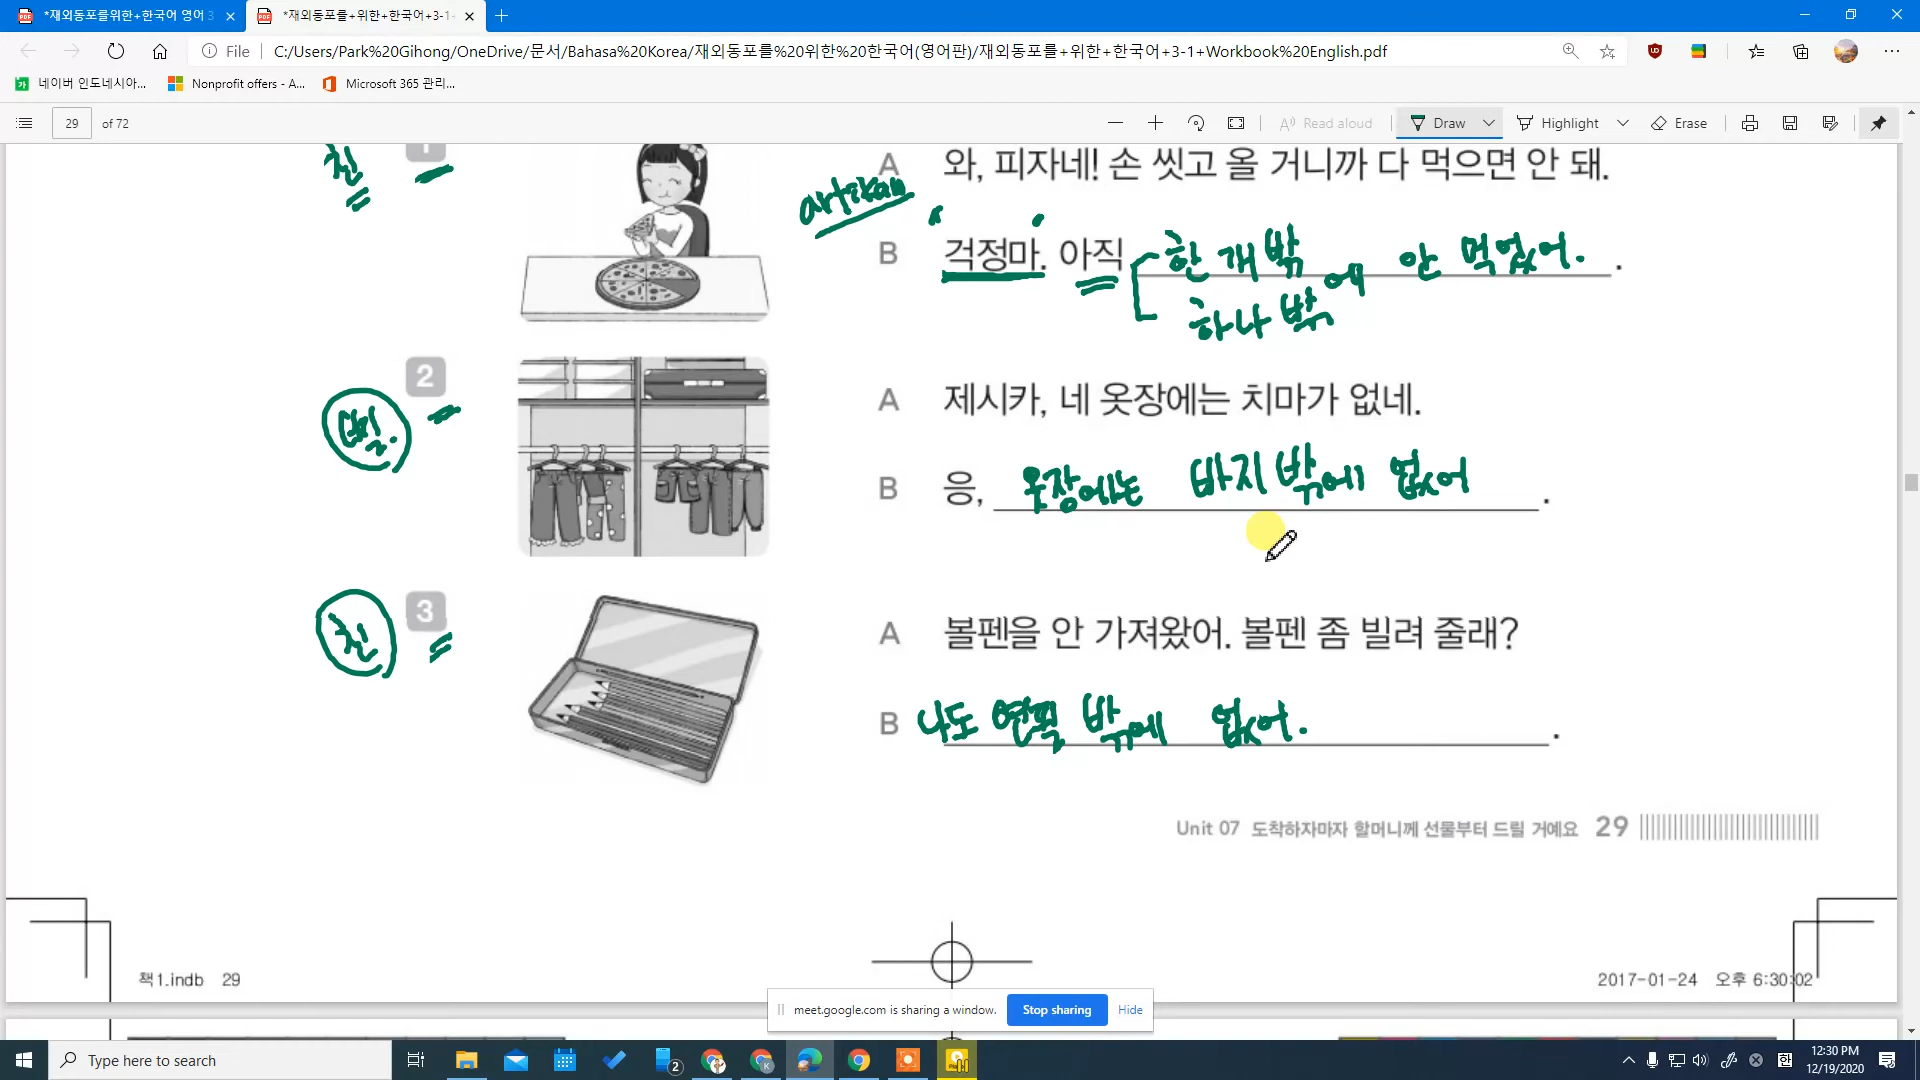 *재외동포를위한+한국어 영어 3
*재외동포를+위한+한국어+3-1+
File C:/Users/Park%20Gihong/OneDrive/문서/Bahasa%20Korea/재외동포를%20위한%20한국어(영어판)/재외동포를+위한+한국어+3-1+Workbook%20English.pdf
네이버 인도네시아... Nonprofit offers - A... Microsoft 365 관리...
29 of 72 Read aloud Draw Highlight Erase
친 1
A 와, 피자네! 손 씻고 올 거니까 다 먹으면 안 돼.
B 걱정마. 아직 한 개 밖에 안 먹었어. .
하나 밖
2
A 제시카, 네 옷장에는 치마가 없네.
B 응, 옷장에는 바지 밖에 없어 .
친 3
A 볼펜을 안 가져왔어. 볼펜 좀 빌려 줄래?
B 나도 연필 밖에 없어. .
Unit 07 도착하자마자 할머니께 선물부터 드릴 거예요 29
책1.indb 29
2017-01-24 오후 6:30:02
meet.google.com is sharing a window. Stop sharing Hide
Type here to search
2
12:30 PM
12/19/2020